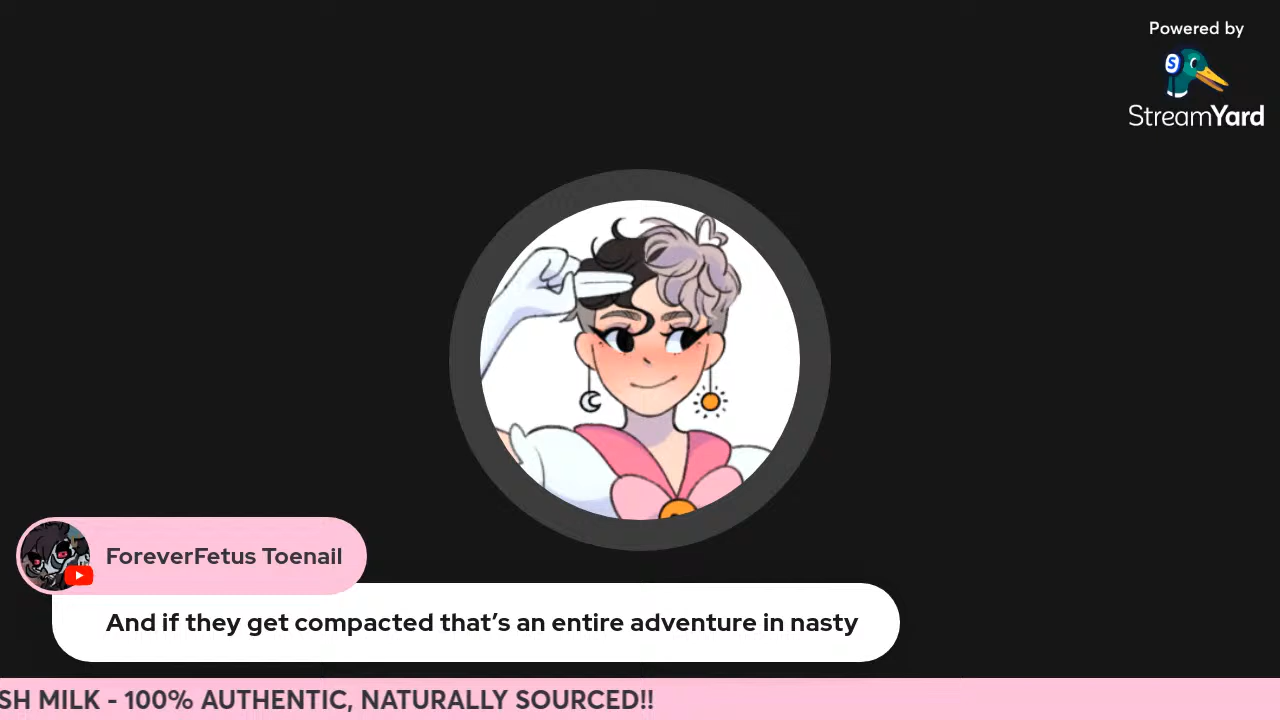 Powered by
StreamYard
ForeverFetus Toenail
And if they get compacted that’s an entire adventure in nasty
SH MILK - 100% AUTHENTIC, NATURALLY SOURCED!!